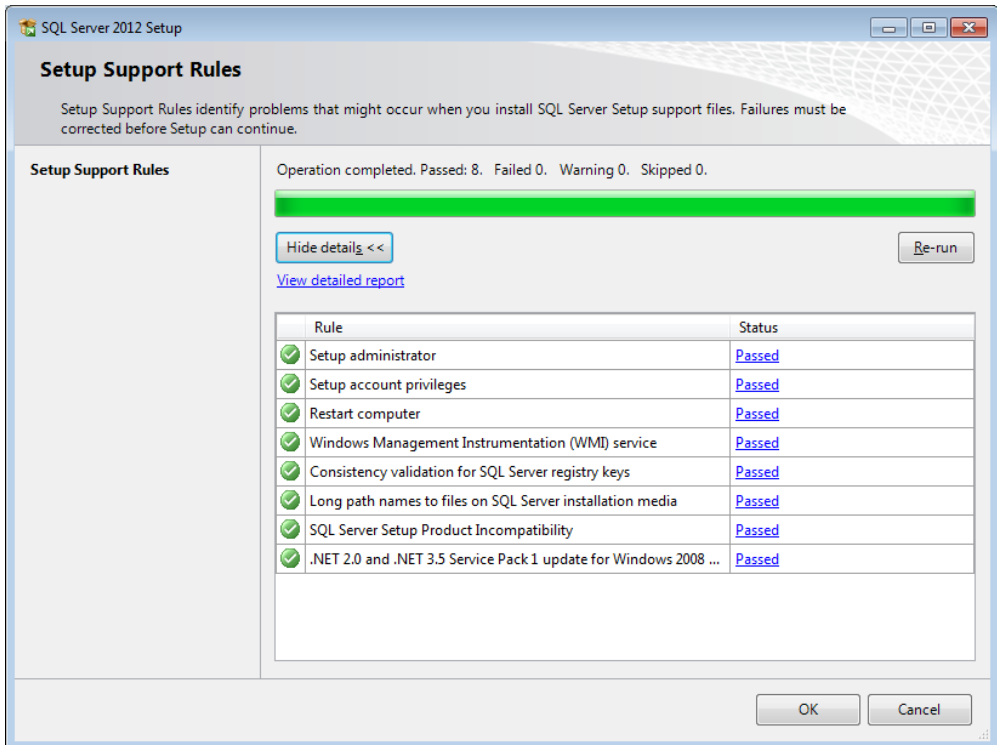 SQL Server 2012 Setup
Setup Support Rules
Setup Support Rules identify problems that might occur when you install SQL Server Setup support files. Failures must be
corrected before Setup can continue.
Setup Support Rules
Operation completed. Passed: 8. Failed 0. Warning 0. Skipped 0.
Hide details <<
Re-run
View detailed report
Rule Status
Setup administrator Passed
Setup account privileges Passed
Restart computer Passed
Windows Management Instrumentation (WMI) service Passed
Consistency validation for SQL Server registry keys Passed
Long path names to files on SQL Server installation media Passed
SQL Server Setup Product Incompatibility Passed
.NET 2.0 and .NET 3.5 Service Pack 1 update for Windows 2008 ... Passed
OK Cancel